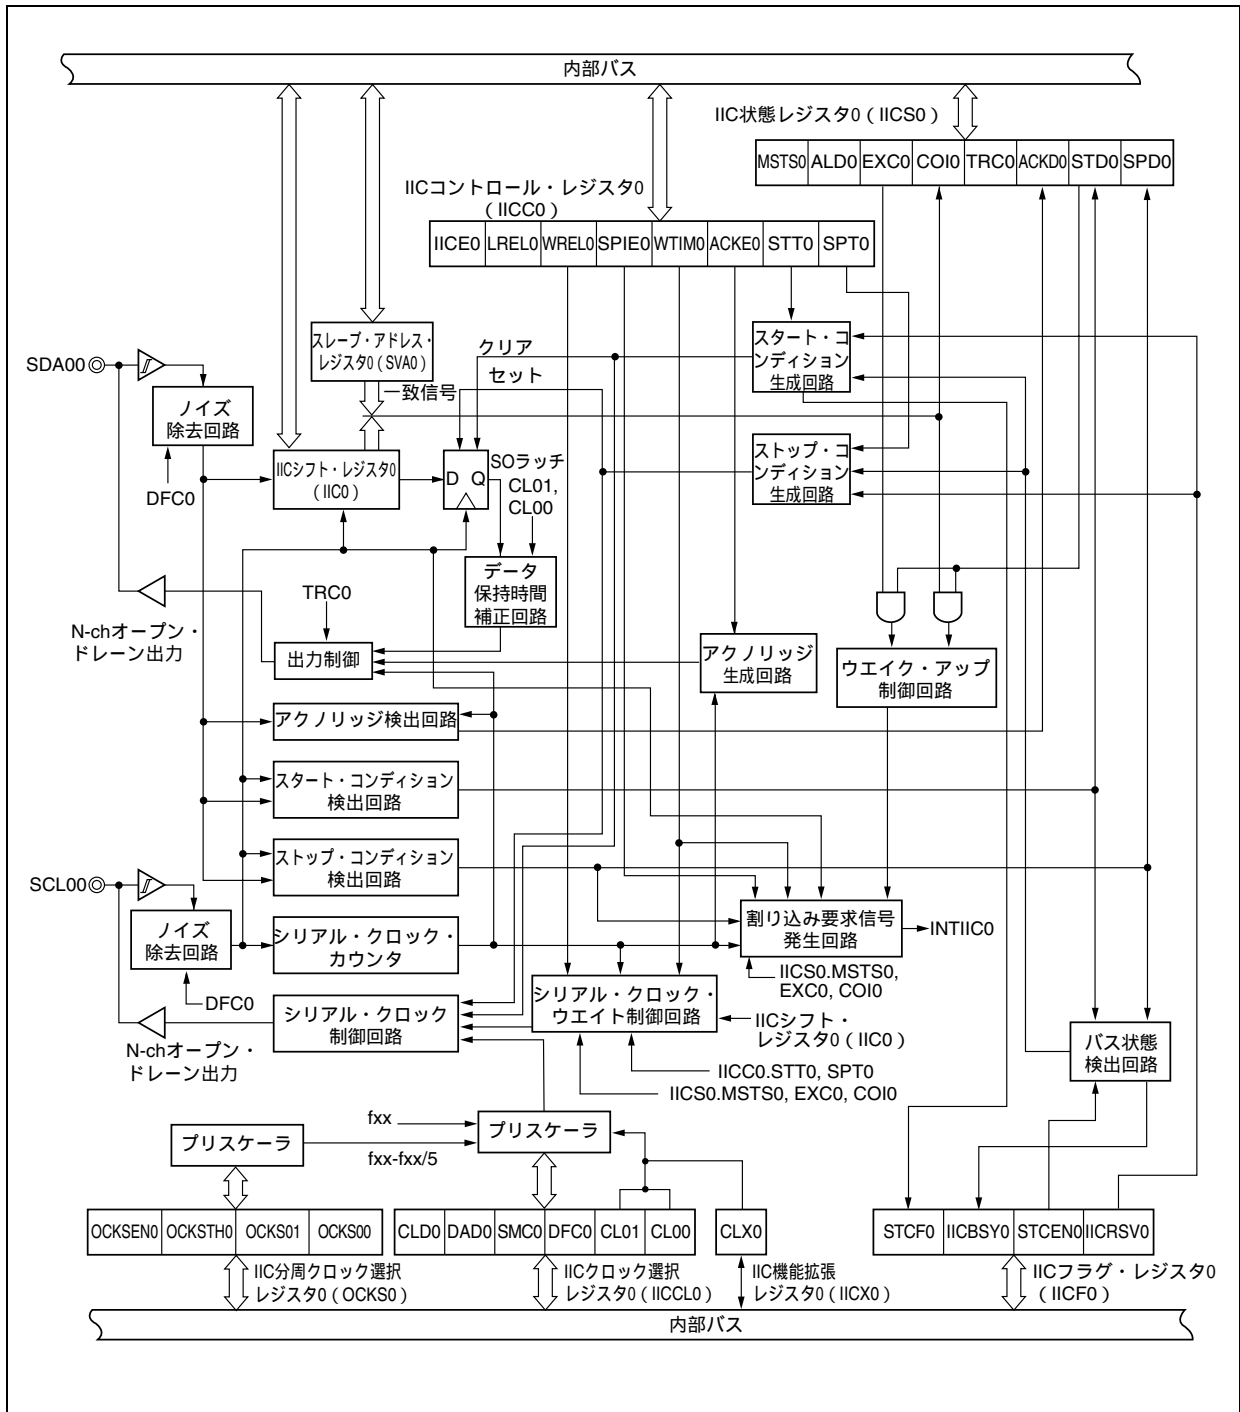 内部バス
IIC状態レジスタ0（IICS0）
MSTS0 ALD0 EXC0 COI0 TRC0 ACKD0 STD0 SPD0
IICコントロール・レジスタ0
（IICC0）
IICE0 LREL0 WREL0 SPIE0 WTIM0 ACKE0 STT0 SPT0
スレーブ・アドレス・
レジスタ0（SVA0）
一致信号
クリア
セット
スタート・コ
ンディション
生成回路
SDA00
ノイズ
除去回路
DFC0
IICシフト・レジスタ0
（IIC0）
D Q
SOラッチ
CL01,
CL00
ストップ・コ
ンディション
生成回路
データ
保持時間
補正回路
TRC0
N-chオープン・
ドレーン出力
出力制御
アクノリッジ
生成回路
ウエイク・アップ
制御回路
アクノリッジ検出回路
スタート・コンディション
検出回路
ストップ・コンディション
検出回路
SCL00
ノイズ
除去回路
DFC0
シリアル・クロック・
カウンタ
割り込み要求信号
発生回路
INTIIC0
IICS0.MSTS0,
EXC0, COI0
シリアル・クロック
制御回路
シリアル・クロック・
ウエイト制御回路
IICシフト・
レジスタ0（IIC0）
N-chオープン・
ドレーン出力
IICC0.STT0, SPT0
IICS0.MSTS0, EXC0, COI0
バス状態
検出回路
プリスケーラ
fxx
fxx-fxx/5
プリスケーラ
OCKSEN0 OCKSTH0 OCKS01 OCKS00
CLD0 DAD0 SMC0 DFC0 CL01 CL00
CLX0
STCF0 IICBSY0 STCEN0 IICRSV0
IIC分周クロック選択
レジスタ0（OCKS0）
IICクロック選択
レジスタ0（IICCL0）
IIC機能拡張
レジスタ0（IICX0）
IICフラグ・レジスタ0
（IICF0）
内部バス